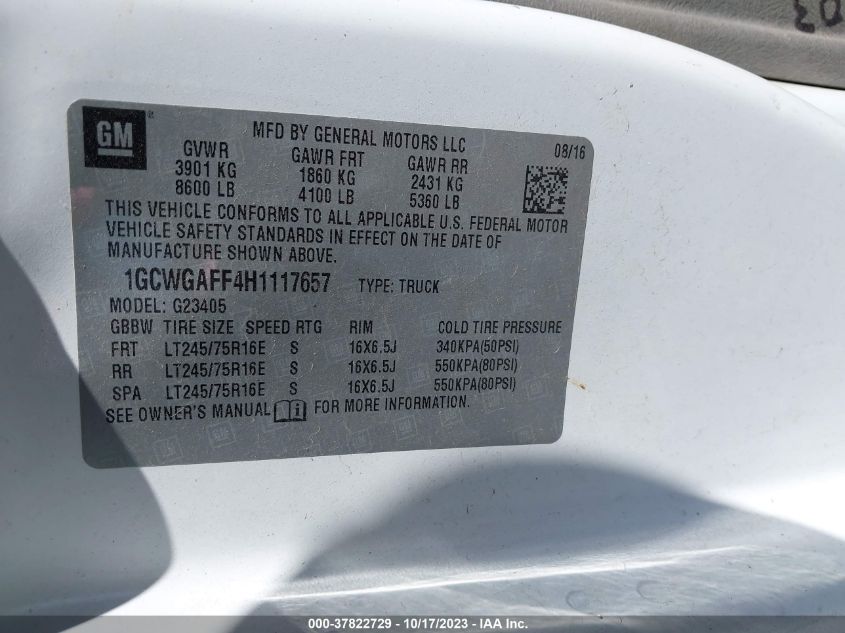 03
GM
MFD BY GENERAL MOTORS LLC
08/16
GVWR GAWR FRT GAWR RR
3901 KG 1860 KG 2431 KG
8600 LB 4100 LB 5360 LB
THIS VEHICLE CONFORMS TO ALL APPLICABLE U.S. FEDERAL MOTOR
VEHICLE SAFETY STANDARDS IN EFFECT ON THE DATE OF
MANUFACTURE SHOWN ABOVE.
1GCWGAFF4H1117657 TYPE: TRUCK
MODEL: G23405
GBBW TIRE SIZE SPEED RTG RIM COLD TIRE PRESSURE
FRT LT245/75R16E S 16X6.5J 340KPA(50PSI)
RR LT245/75R16E S 16X6.5J 550KPA(80PSI)
SPA LT245/75R16E S 16X6.5J 550KPA(80PSI)
SEE OWNER'S MANUAL FOR MORE INFORMATION.
000-37822729 - 10/17/2023 - IAA Inc.